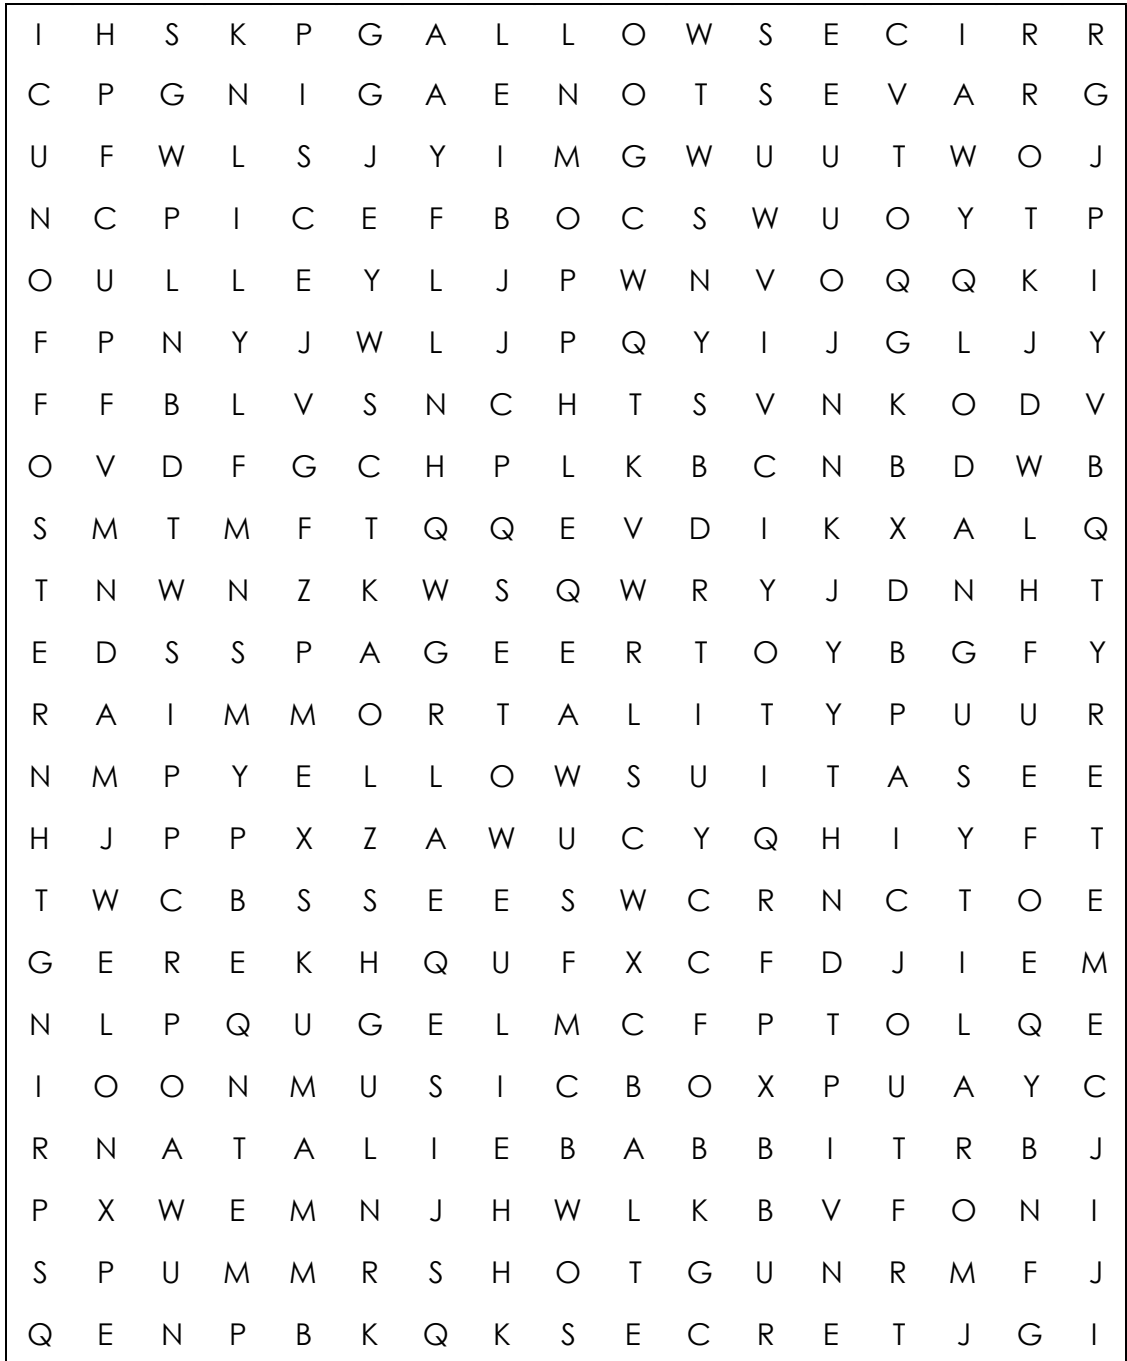 I H S K P G A L L O W S E C I R R
C P G N I G A E N O T S E V A R G
U F W L S J Y I M G W U U T W O J
N C P I C E F B O C S W U O Y T P
O U L L E Y L J P W N V O Q Q K I
F P N Y J W L J P Q Y I J G L J Y
F F B L V S N C H T S V N K O D V
O V D F G C H P L K B C N B D W B
S M T M F T Q Q E V D I K X A L Q
T N W N Z K W S Q W R Y J D N H T
E D S S P A G E E R T O Y B G F Y
R A I M M O R T A L I T Y P U U R
N M P Y E L L O W S U I T A S E E
H J P P X Z A W U C Y Q H I Y F T
T W C B S S E E S W C R N C T O E
G E R E K H Q U F X C F D J I E M
N L P Q U G E L M C F P T O L Q E
I O O N M U S I C B O X P U A Y C
R N A T A L I E B A B B I T R B J
P X W E M N J H W L K B V F O N I
S P U M M R S H O T G U N R M F J
Q E N P B K Q K S E C R E T J G I